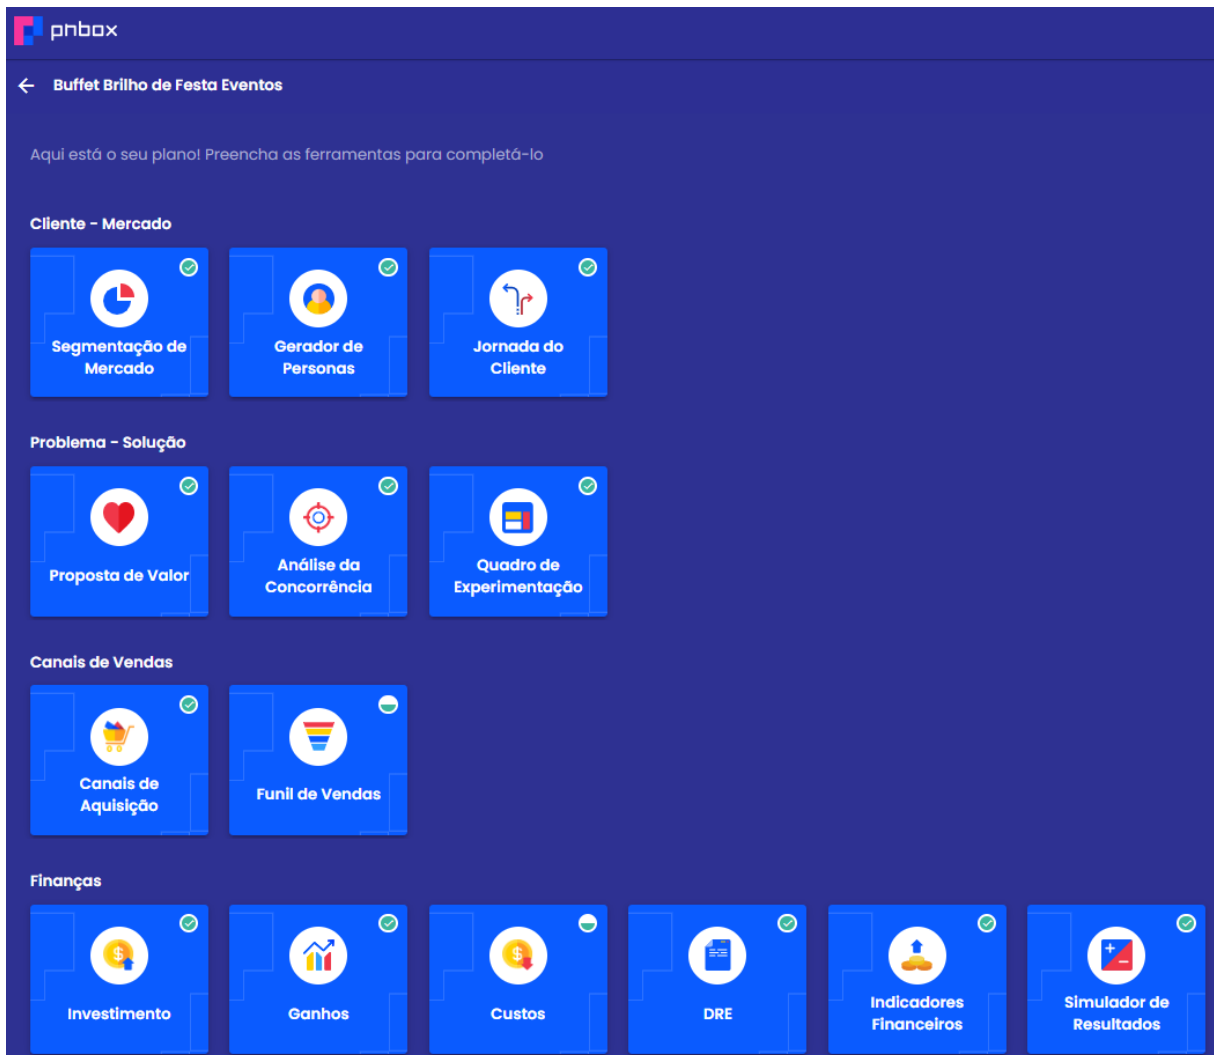 pnbox
Buffet Brilho de Festa Eventos
Aqui está o seu plano! Preencha as ferramentas para completá-lo
Cliente - Mercado
Segmentação de
Mercado
Gerador de
Personas
Jornada do
Cliente
Problema - Solução
Proposta de Valor
Análise da
Concorrência
Quadro de
Experimentação
Canais de Vendas
Canais de
Aquisição
Funil de Vendas
Finanças
Investimento
Ganhos
Custos
DRE
Indicadores
Financeiros
Simulador de
Resultados